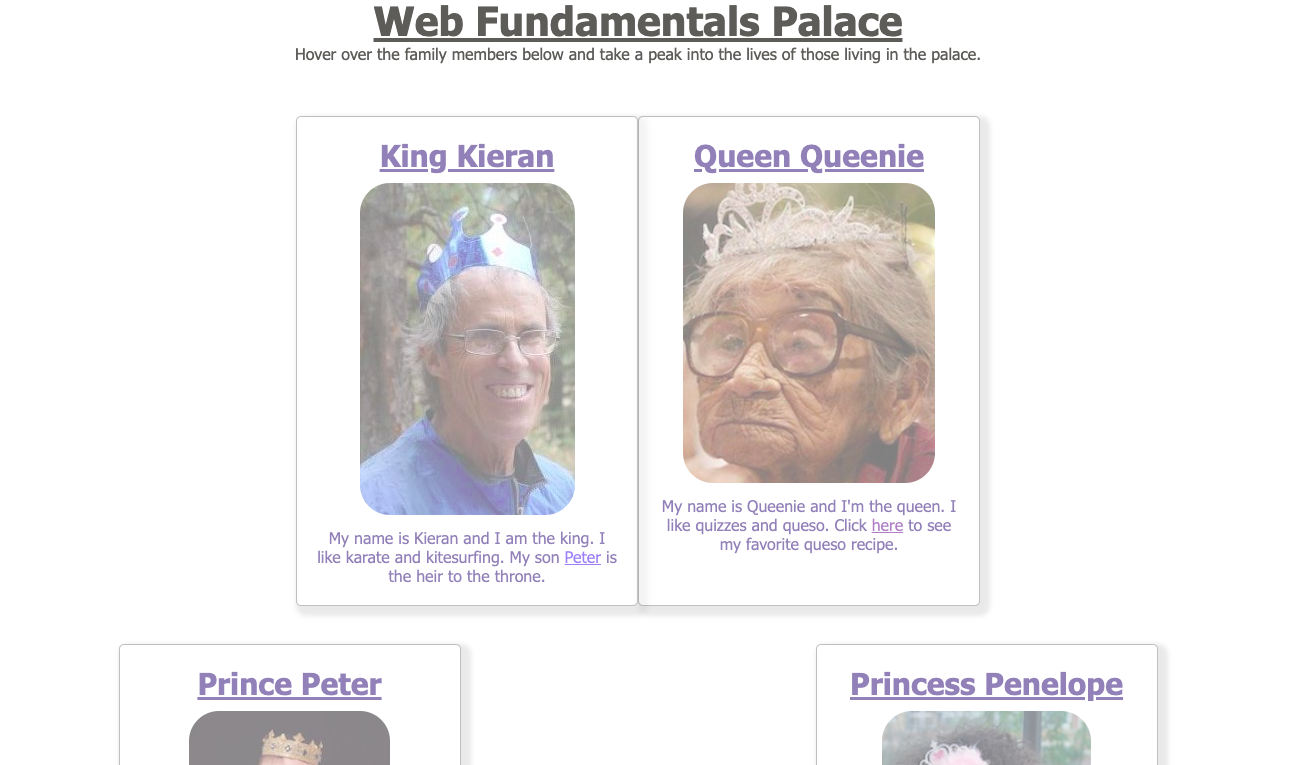 Web Fundamentals Palace
Hover over the family members below and take a peak into the lives of those living in the palace.
King Kieran
My name is Kieran and I am the king. I
like karate and kitesurfing. My son Peter is
the heir to the throne.
Queen Queenie
My name is Queenie and I'm the queen. I
like quizzes and queso. Click here to see
my favorite queso recipe.
Prince Peter
Princess Penelope